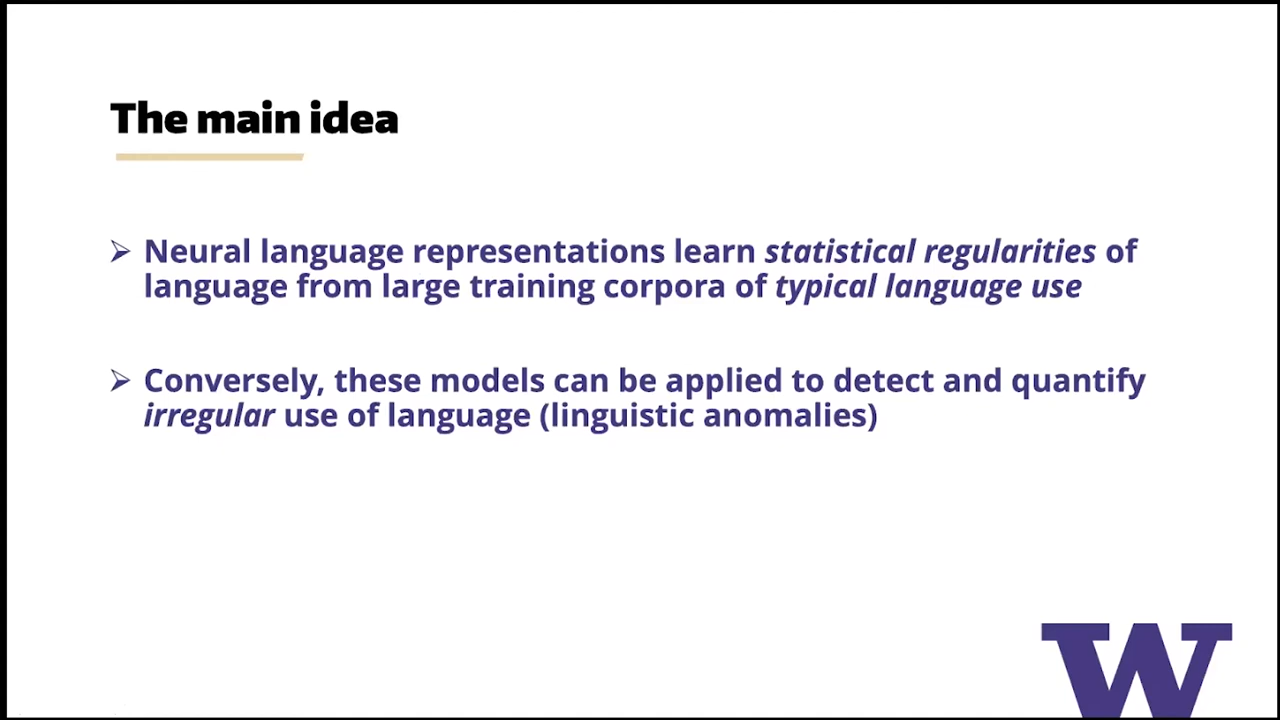 The main idea
➢ Neural language representations learn statistical regularities of
language from large training corpora of typical language use
➢ Conversely, these models can be applied to detect and quantify
irregular use of language (linguistic anomalies)
W